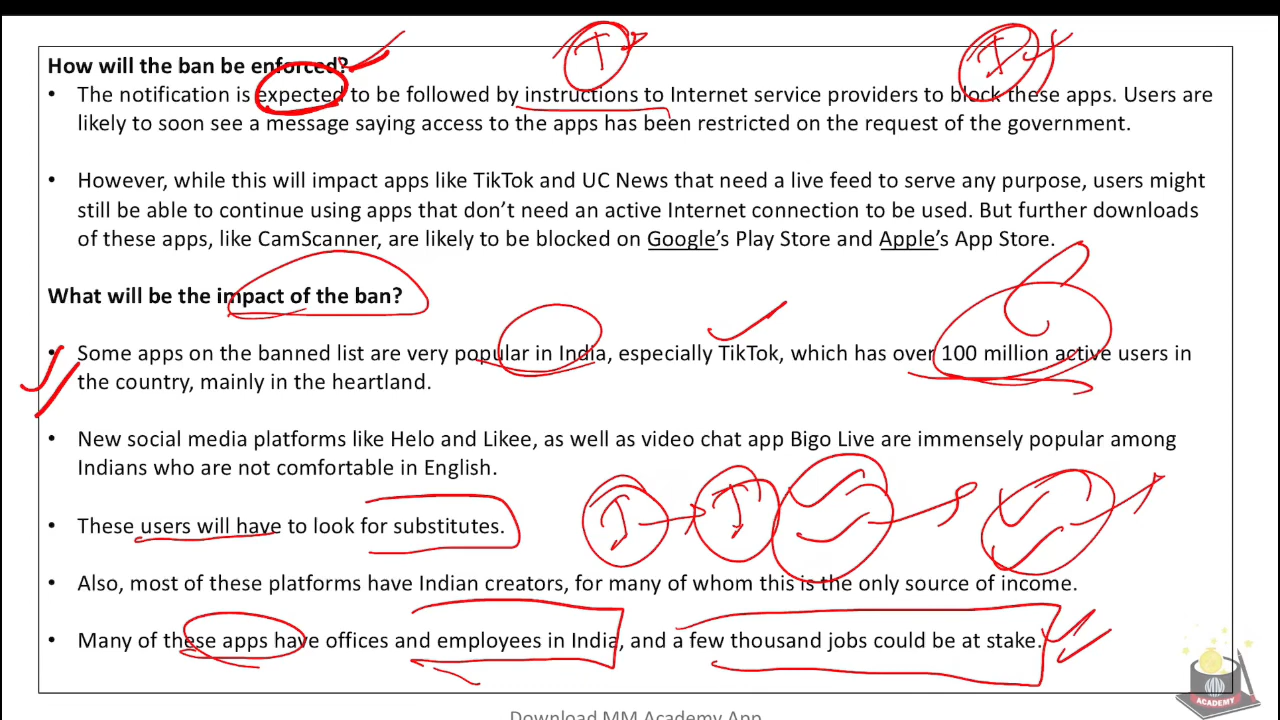 How will the ban be enforced?
• The notification is expected to be followed by instructions to Internet service providers to block these apps. Users are
likely to soon see a message saying access to the apps has been restricted on the request of the government.
• However, while this will impact apps like TikTok and UC News that need a live feed to serve any purpose, users might
still be able to continue using apps that don't need an active Internet connection to be used. But further downloads
of these apps, like CamScanner, are likely to be blocked on Google's Play Store and Apple's App Store.
What will be the impact of the ban?
• Some apps on the banned list are very popular in India, especially TikTok, which has over 100 million active users in
the country, mainly in the heartland.
• New social media platforms like Helo and Likee, as well as video chat app Bigo Live are immensely popular among
Indians who are not comfortable in English.
• These users will have to look for substitutes.
• Also, most of these platforms have Indian creators, for many of whom this is the only source of income.
• Many of these apps have offices and employees in India, and a few thousand jobs could be at stake.
ACADEMY
Download MM Academy App